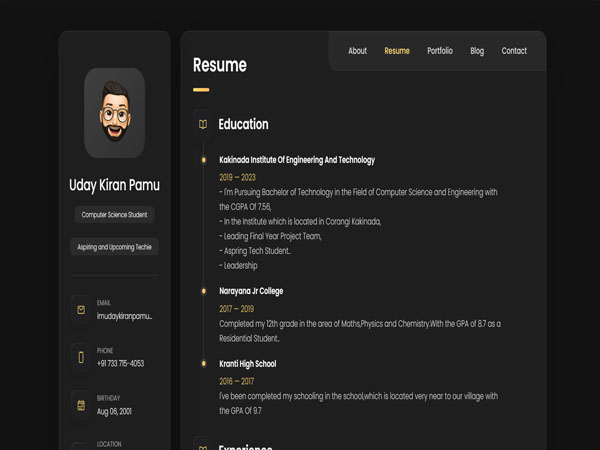 Uday Kiran Pamu
Computer Science Student
Aspiring and Upcoming Techie
EMAIL
imudaykiranpamu...
PHONE
+91 733 715-4053
BIRTHDAY
Aug 06, 2001
LOCATION
About
Resume
Portfolio
Blog
Contact
Resume
Education
Kakinada Institute Of Engineering And Technology
2019 — 2023
- I'm Pursuing Bachelor of Technology in the Field of Computer Science and Engineering with
the CGPA Of 7.56,
- In the Institute which is located in Corangi Kakinada,
- Leading Final Year Project Team,
- Aspring Tech Student..
- Leadership
Narayana Jr College
2017 — 2019
Completed my 12th grade in the area of Maths,Physics and Chemistry.With the GPA of 8.7 as a
Residential Student..
Kranti High School
2016 — 2017
I've been completed my schooling in the school,which is located very near to our village with
the GPA Of 9.7
Experience